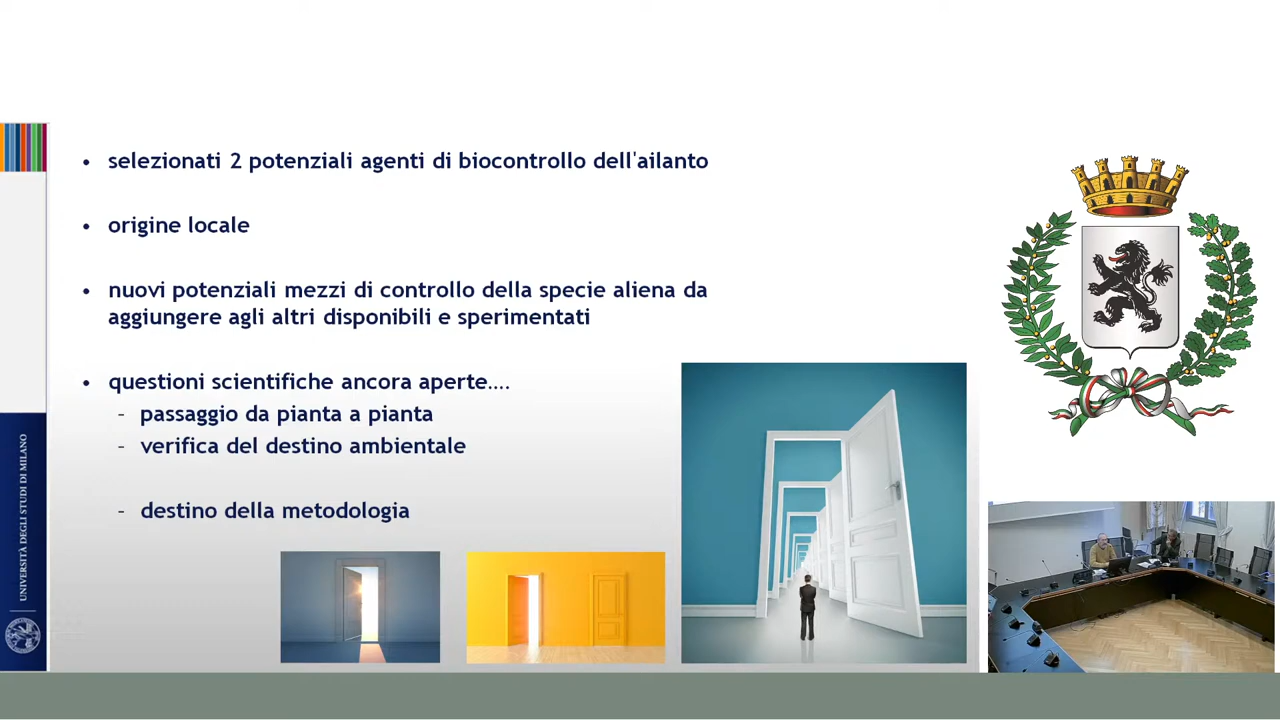 • selezionati 2 potenziali agenti di biocontrollo dell'ailanto
• origine locale
• nuovi potenziali mezzi di controllo della specie aliena da
aggiungere agli altri disponibili e sperimentati
• questioni scientifiche ancora aperte....
- passaggio da pianta a pianta
- verifica del destino ambientale
- destino della metodologia
UNIVERSITÀ DEGLI STUDI DI MILANO